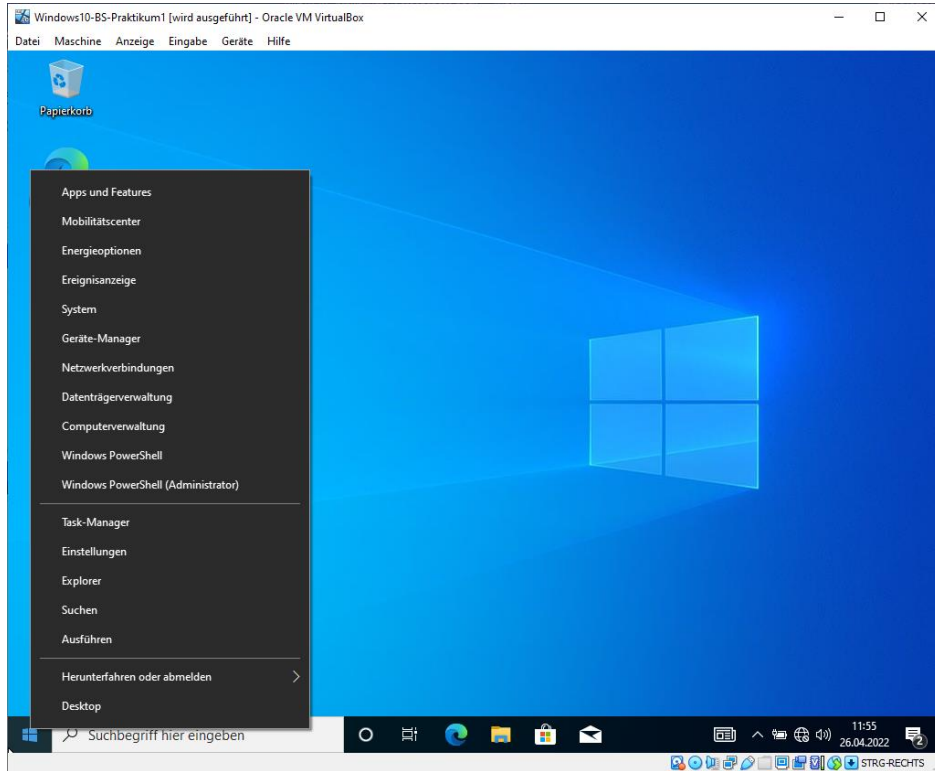 Windows10-BS-Praktikum1 [wird ausgeführt] - Oracle VM VirtualBox
Datei Maschine Anzeige Eingabe Geräte Hilfe
Papierkorb
Apps und Features
Mobilitätscenter
Energieoptionen
Ereignisanzeige
System
Geräte-Manager
Netzwerkverbindungen
Datenträgerverwaltung
Computerverwaltung
Windows PowerShell
Windows PowerShell (Administrator)
Task-Manager
Einstellungen
Explorer
Suchen
Ausführen
Herunterfahren oder abmelden
Desktop
Suchbegriff hier eingeben
11:55
26.04.2022
2
STRG-RECHTS